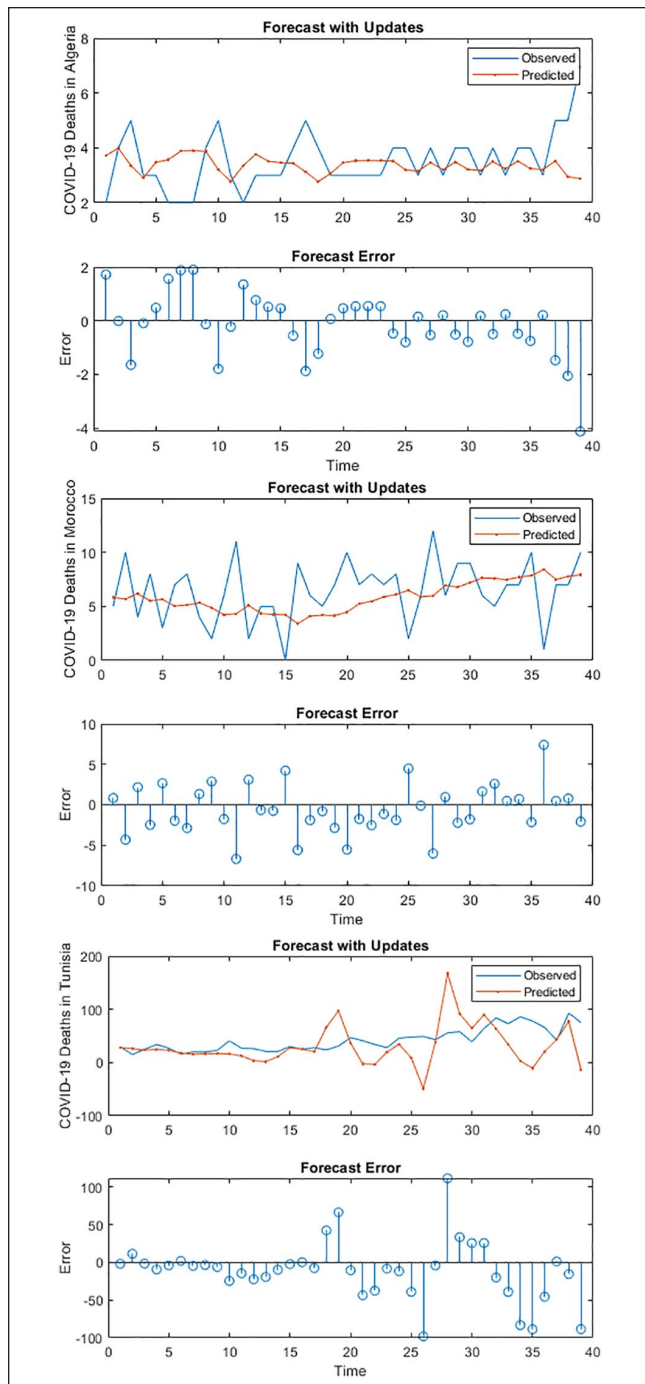 Forecast with Updates
COVID-19 Deaths in Algeria
8
6
4
2
Observed
Predicted
0 5 10 15 20 25 30 35 40
Forecast Error
Error
2
0
-2
-4
0 5 10 15 20 25 30 35 40
Time
Forecast with Updates
COVID-19 Deaths in Morocco
15
10
5
0
Observed
Predicted
0 5 10 15 20 25 30 35 40
Forecast Error
Error
10
5
0
-5
-10
0 5 10 15 20 25 30 35 40
Time
Forecast with Updates
COVID-19 Deaths in Tunisia
200
100
0
-100
Observed
Predicted
0 5 10 15 20 25 30 35 40
Forecast Error
Error
100
50
0
-50
-100
0 5 10 15 20 25 30 35 40
Time